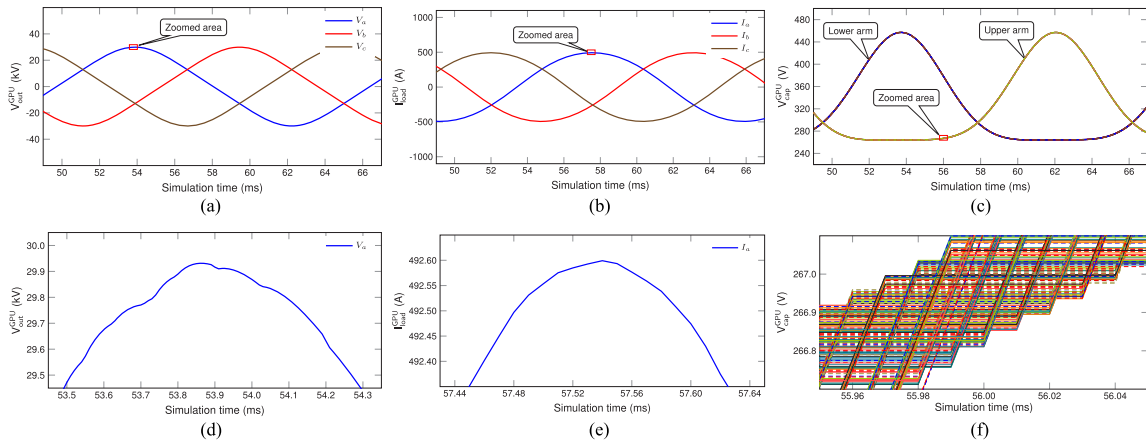 40
20
0
-20
-40
V_out^GPU (kV)
Zoomed area
V_a
V_b
V_c
50 52 54 56 58 60 62 64 66
Simulation time (ms)
(a)
1000
500
0
-500
-1000
I_load^GPU (A)
Zoomed area
I_a
I_b
I_c
50 52 54 56 58 60 62 64 66
Simulation time (ms)
(b)
480
440
400
360
320
280
240
V_cap^GPU (V)
Lower arm
Upper arm
Zoomed area
50 52 54 56 58 60 62 64 66
Simulation time (ms)
(c)
30.0
29.9
29.8
29.7
29.6
29.5
V_out^GPU (kV)
V_a
53.5 53.6 53.7 53.8 53.9 54.0 54.1 54.2 54.3
Simulation time (ms)
(d)
492.60
492.55
492.50
492.45
492.40
I_load^GPU (A)
I_a
57.44 57.48 57.52 57.56 57.60 57.64
Simulation time (ms)
(e)
267.0
266.9
266.8
V_cap^GPU (V)
55.96 55.98 56.00 56.02 56.04
Simulation time (ms)
(f)